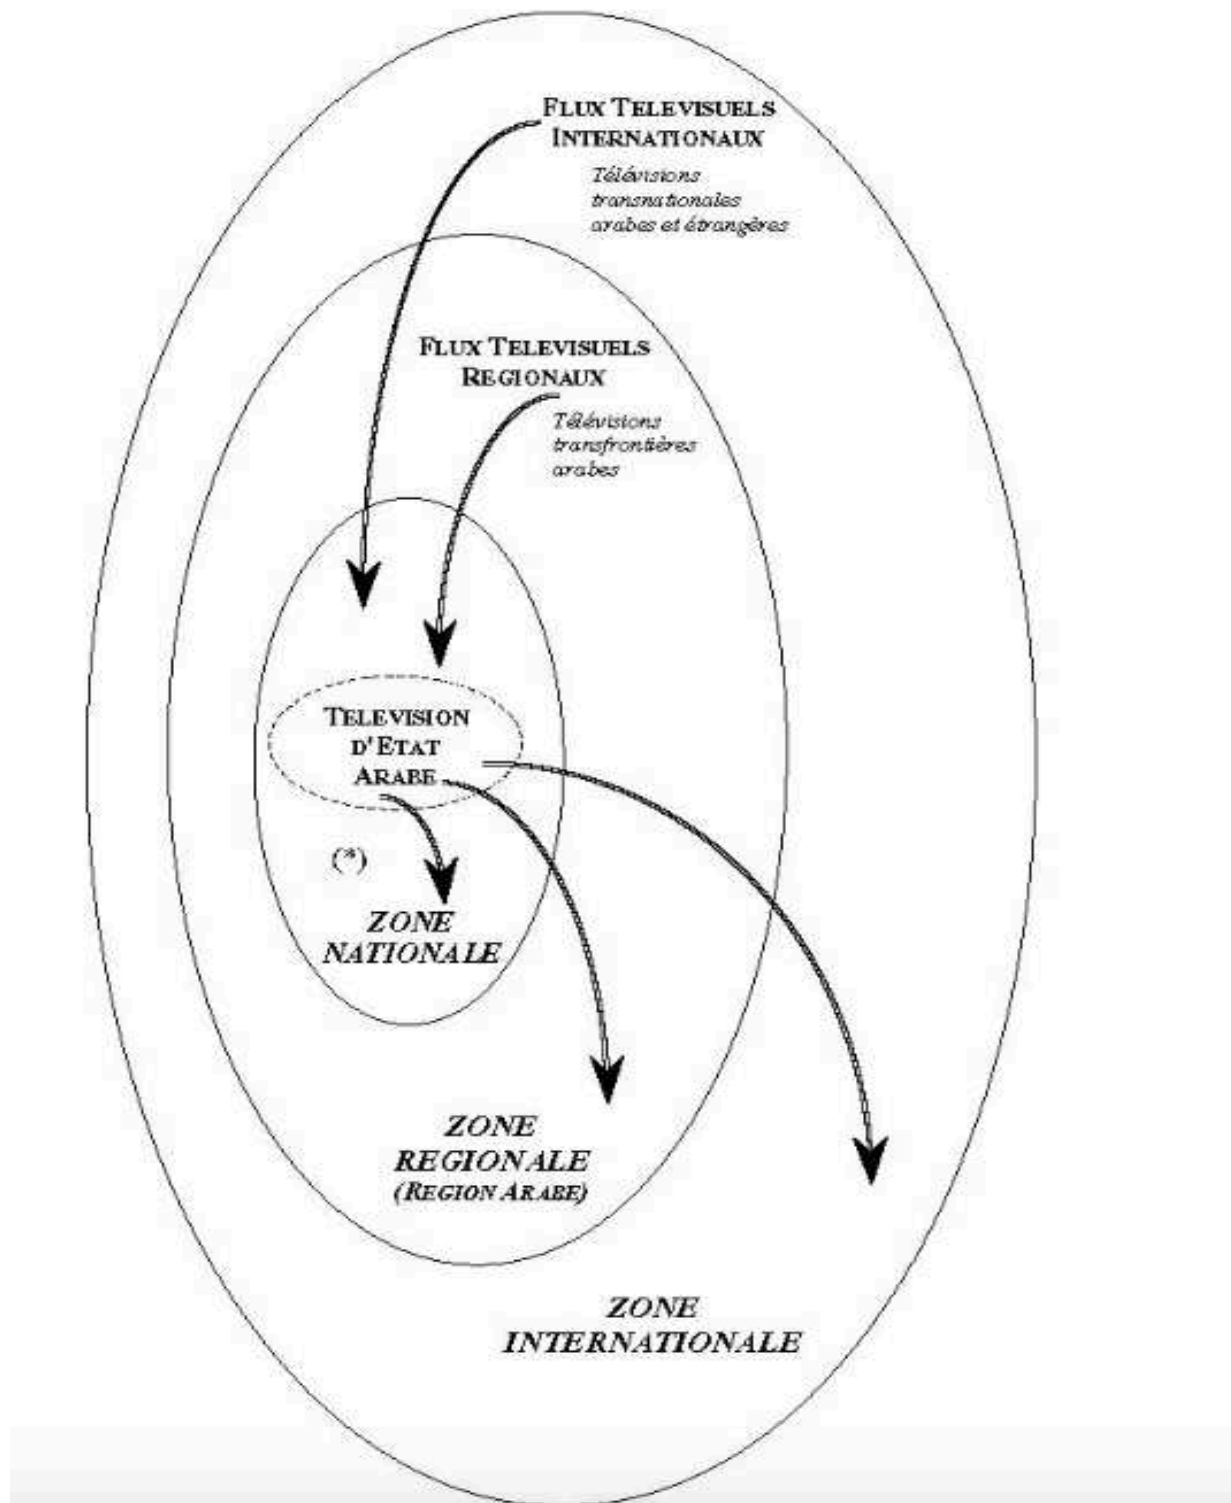 FLUX TELEVISUELS
INTERNATIONAUX
Télévisions
transnationales
arabes et étrangères
FLUX TELEVISUELS
REGIONAUX
Télévisions
transfrontières
arabes
TELEVISION
D'ETAT
ARABE
(*)
ZONE
NATIONALE
ZONE
REGIONALE
(REGION ARABE)
ZONE
INTERNATIONALE